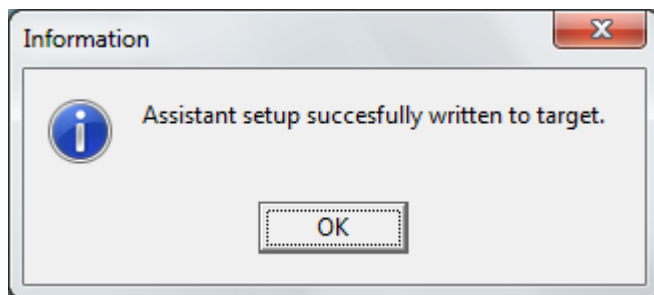 Information
Assistant setup succesfully written to target.
OK